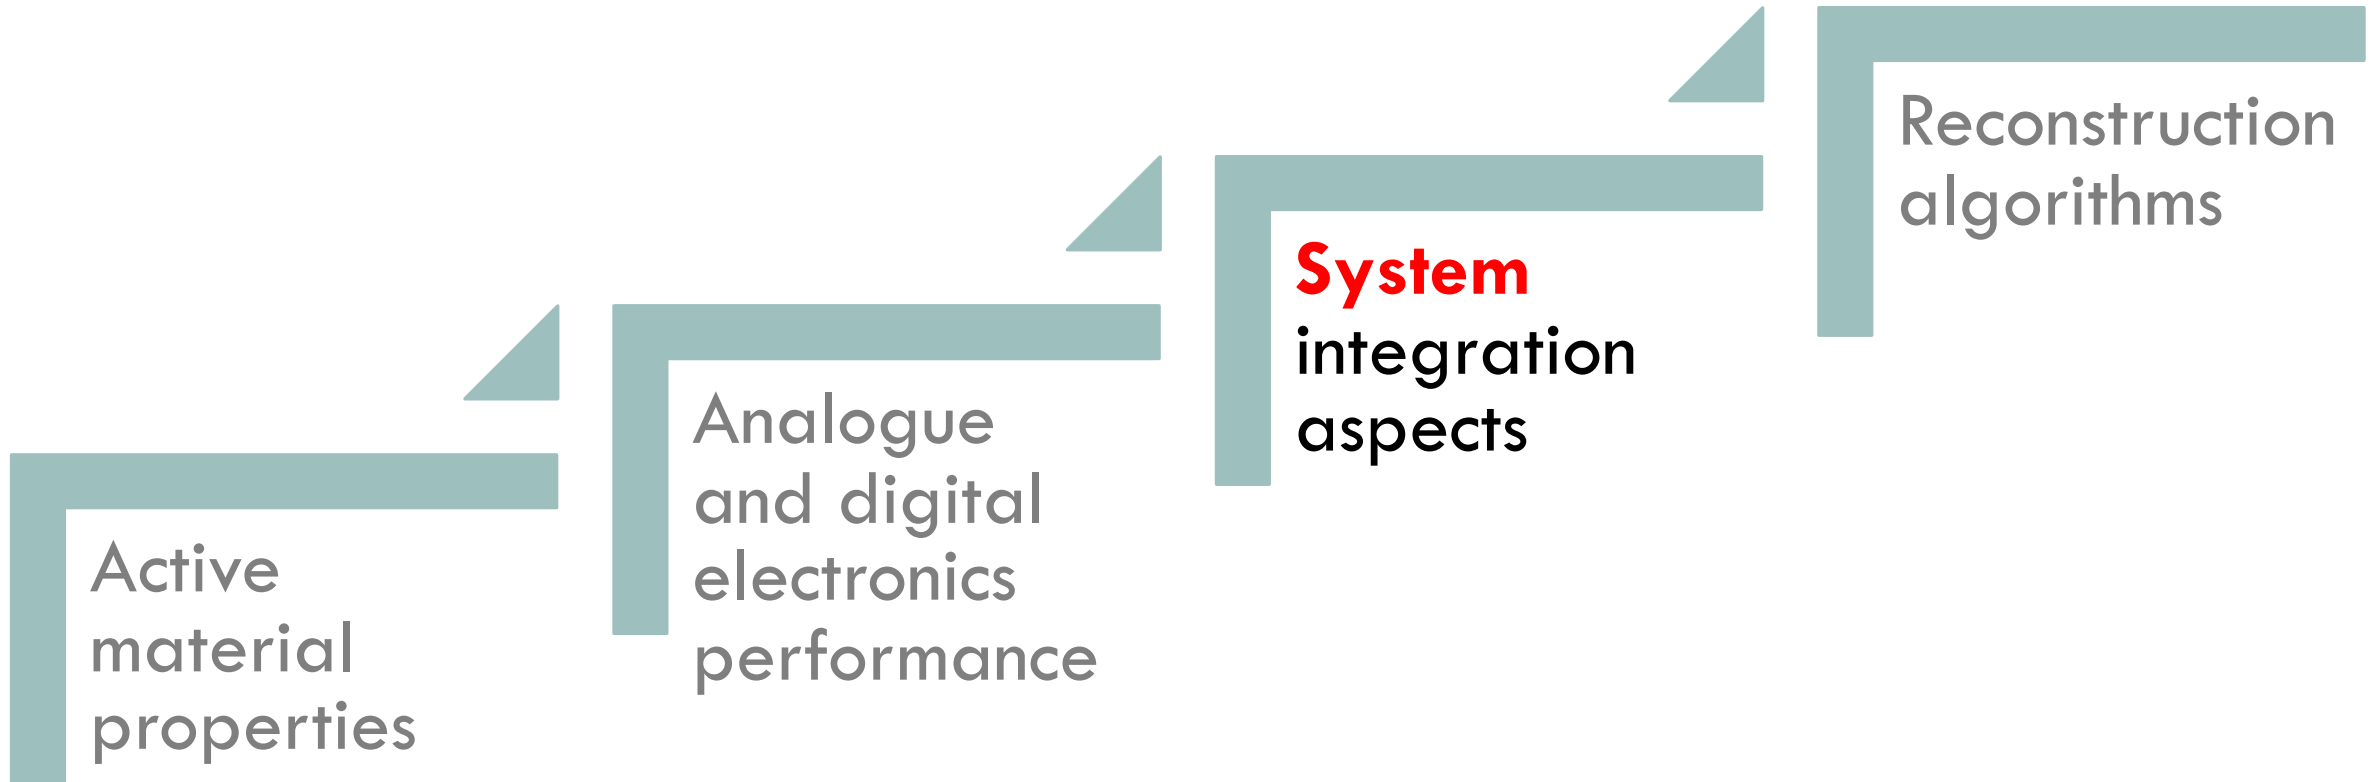 Active
material
properties
Analogue
and digital
electronics
performance
System
integration
aspects
Reconstruction
algorithms